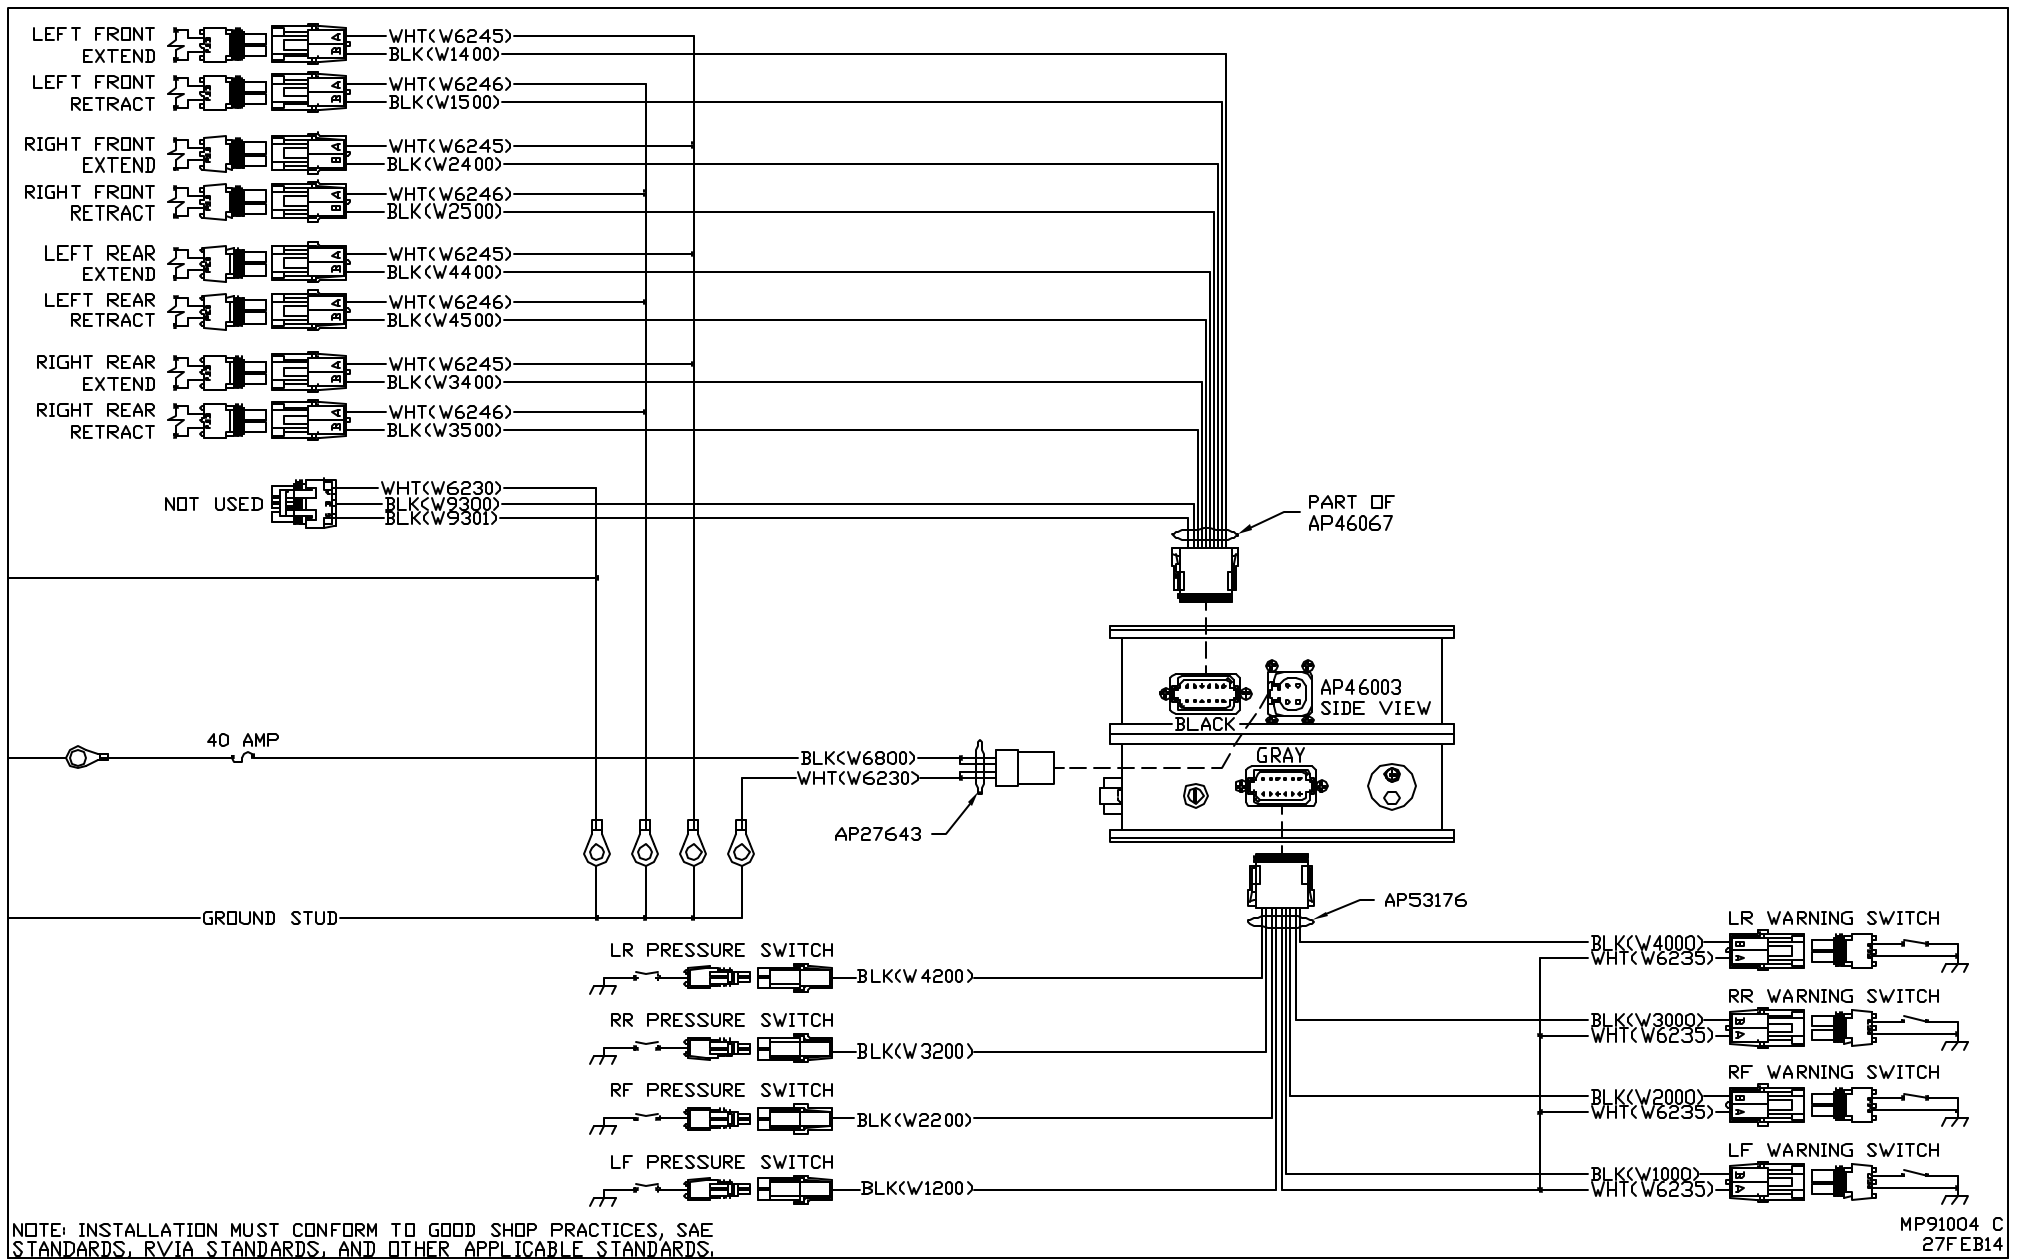 LEFT FRONT
EXTEND
A
B
WHT(W6245)
BLK(W1400)
LEFT FRONT
RETRACT
A
B
WHT(W6246)
BLK(W1500)
RIGHT FRONT
EXTEND
A
B
WHT(W6245)
BLK(W2400)
RIGHT FRONT
RETRACT
A
B
WHT(W6246)
BLK(W2500)
LEFT REAR
EXTEND
A
B
WHT(W6245)
BLK(W4400)
LEFT REAR
RETRACT
A
B
WHT(W6246)
BLK(W4500)
RIGHT REAR
EXTEND
A
B
WHT(W6245)
BLK(W3400)
RIGHT REAR
RETRACT
A
B
WHT(W6246)
BLK(W3500)
NOT USED
WHT(W6230)
BLK(W9300)
BLK(W9301)
PART OF
AP46067
AP46003
SIDE VIEW
BLACK
GRAY
40 AMP
BLK(W6800)
WHT(W6230)
AP27643
GROUND STUD
AP53176
LR PRESSURE SWITCH
BLK(W4200)
RR PRESSURE SWITCH
BLK(W3200)
RF PRESSURE SWITCH
BLK(W2200)
LF PRESSURE SWITCH
BLK(W1200)
LR WARNING SWITCH
BLK(W4000)
WHT(W6235)
B
A
RR WARNING SWITCH
BLK(W3000)
WHT(W6235)
B
A
RF WARNING SWITCH
BLK(W2000)
WHT(W6235)
B
A
LF WARNING SWITCH
BLK(W1000)
WHT(W6235)
B
A
NOTE: INSTALLATION MUST CONFORM TO GOOD SHOP PRACTICES, SAE
STANDARDS, RVIA STANDARDS, AND OTHER APPLICABLE STANDARDS.
MP91004 C
27FEB14